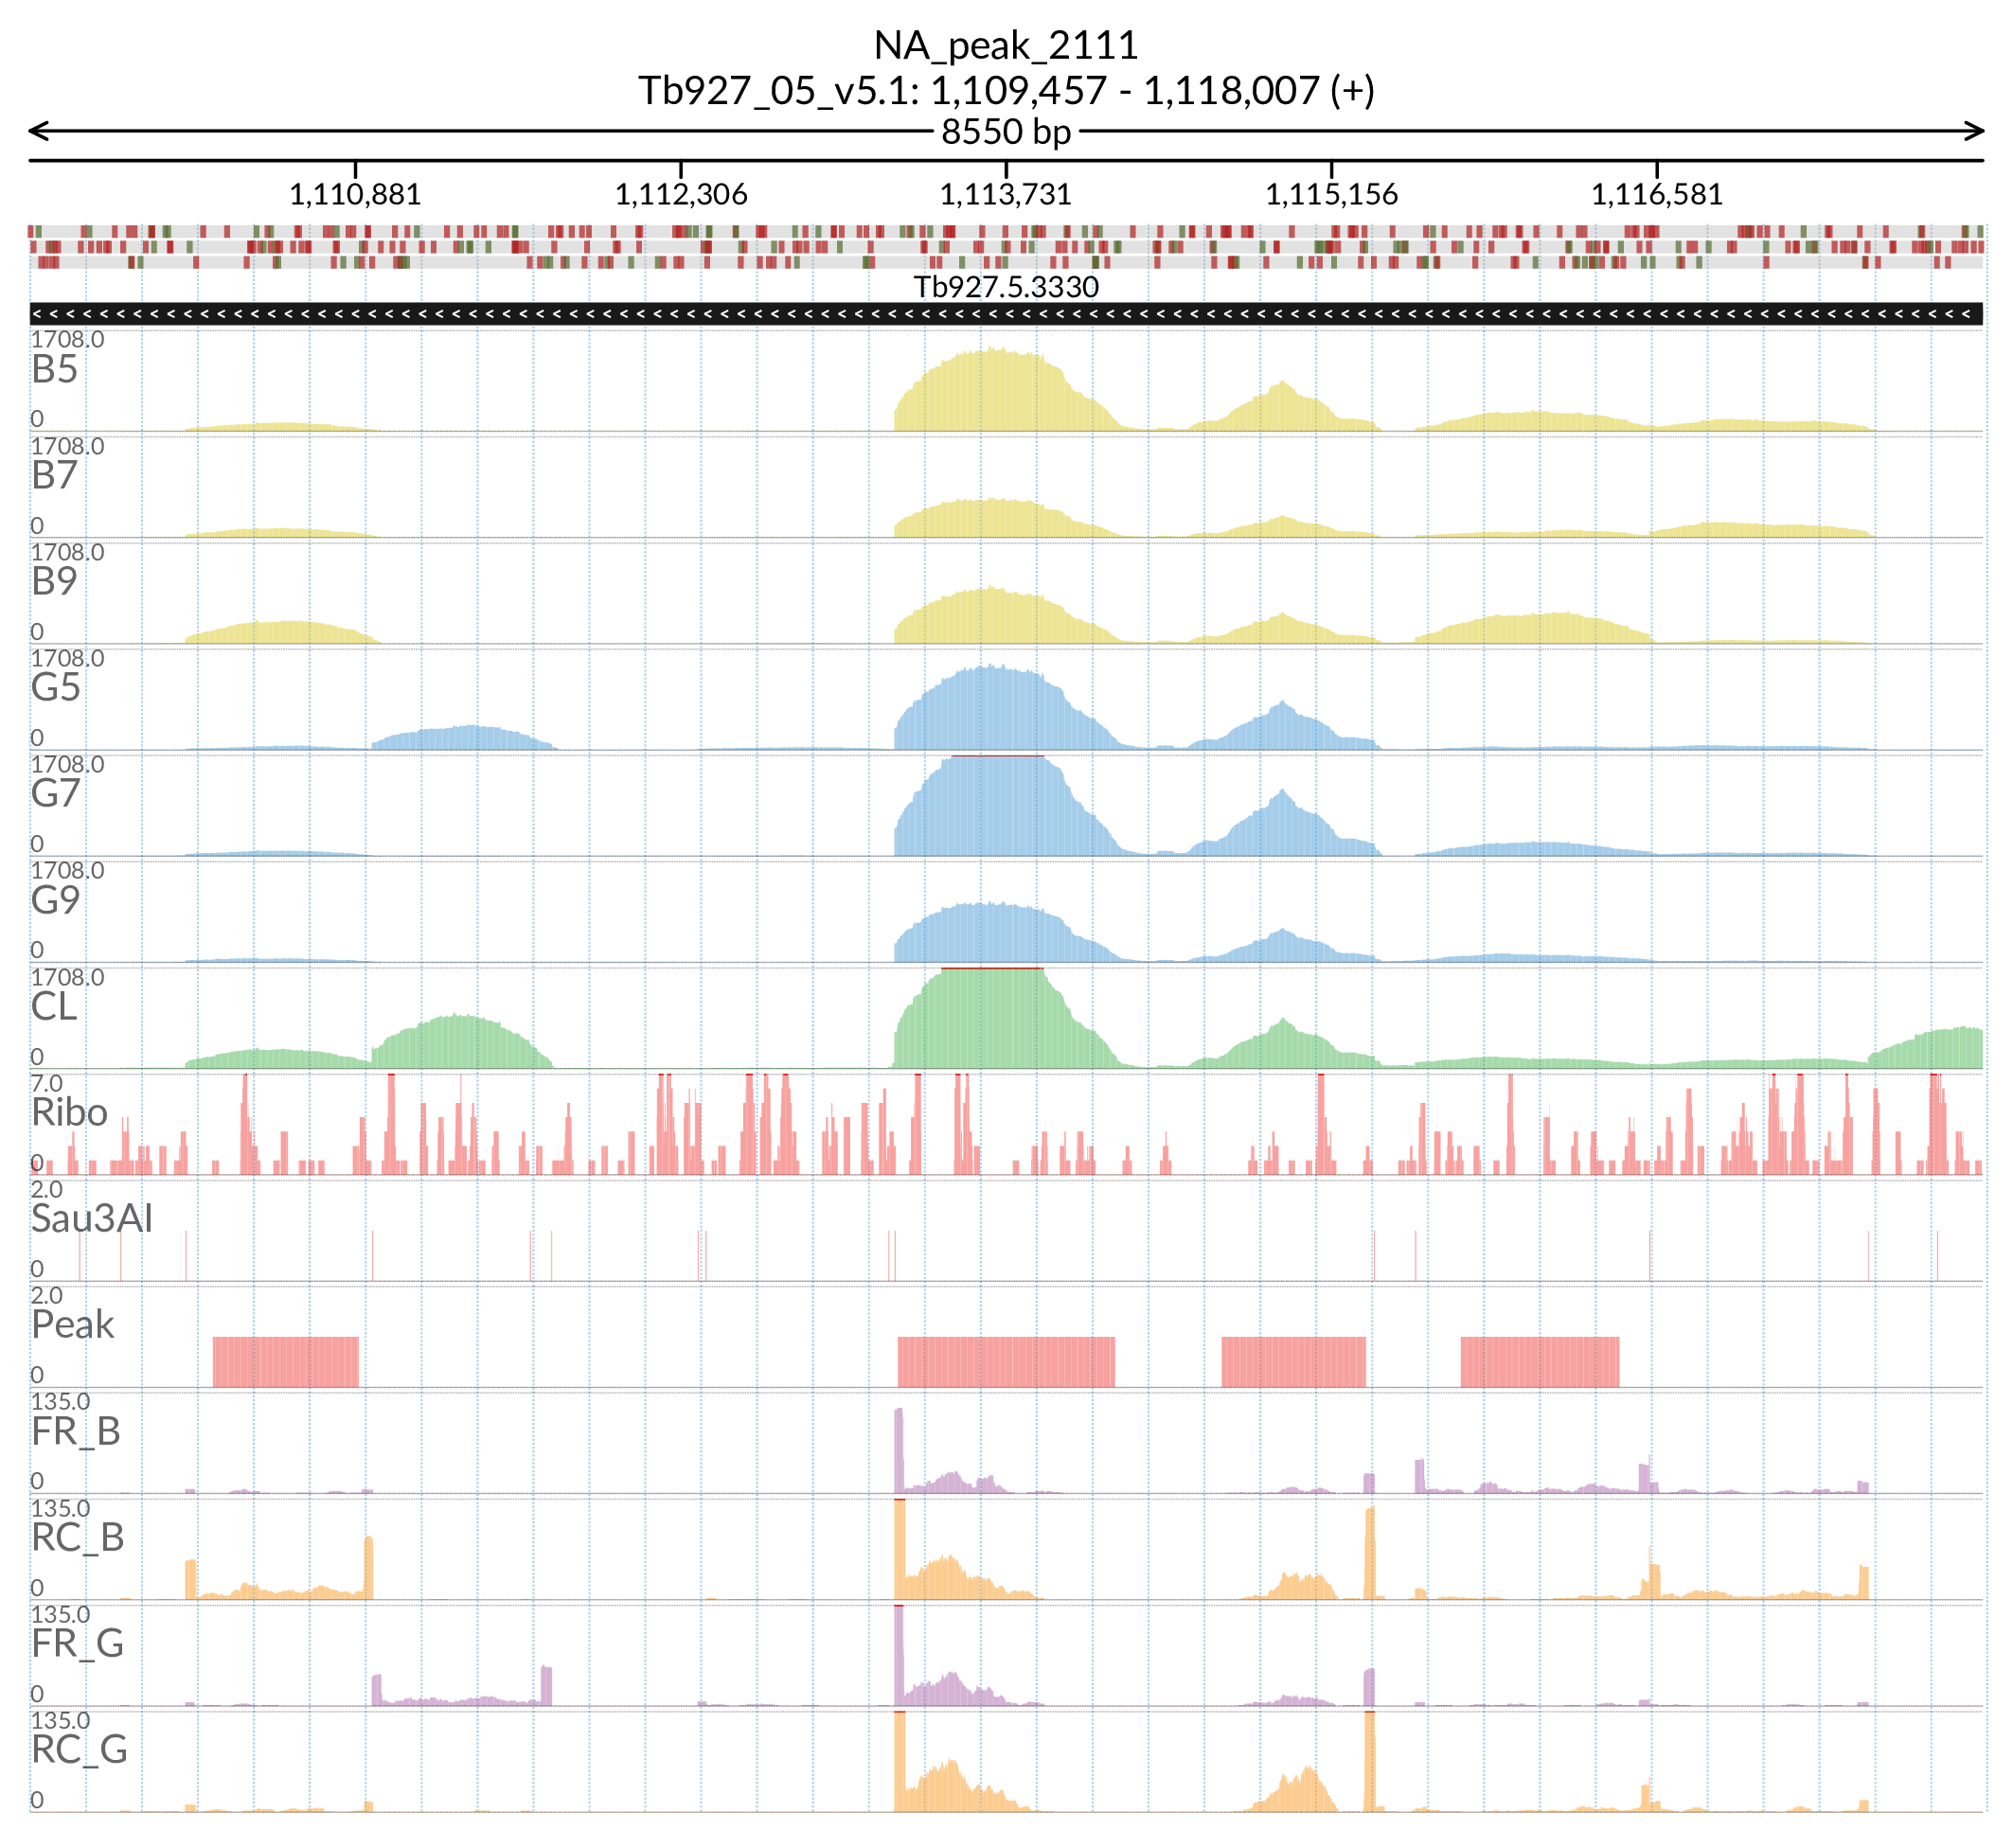 NA_peak_2111
Tb927_05_v5.1: 1,109,457 - 1,118,007 (+)
8550 bp
1,110,881 1,112,306 1,113,731 1,115,156 1,116,581
Tb927.5.3330
1708.0
B5
0
1708.0
B7
0
1708.0
B9
0
1708.0
G5
0
1708.0
G7
0
1708.0
G9
0
1708.0
CL
0
7.0
Ribo
0
2.0
Sau3AI
0
2.0
Peak
0
135.0
FR_B
0
135.0
RC_B
0
135.0
FR_G
0
135.0
RC_G
0